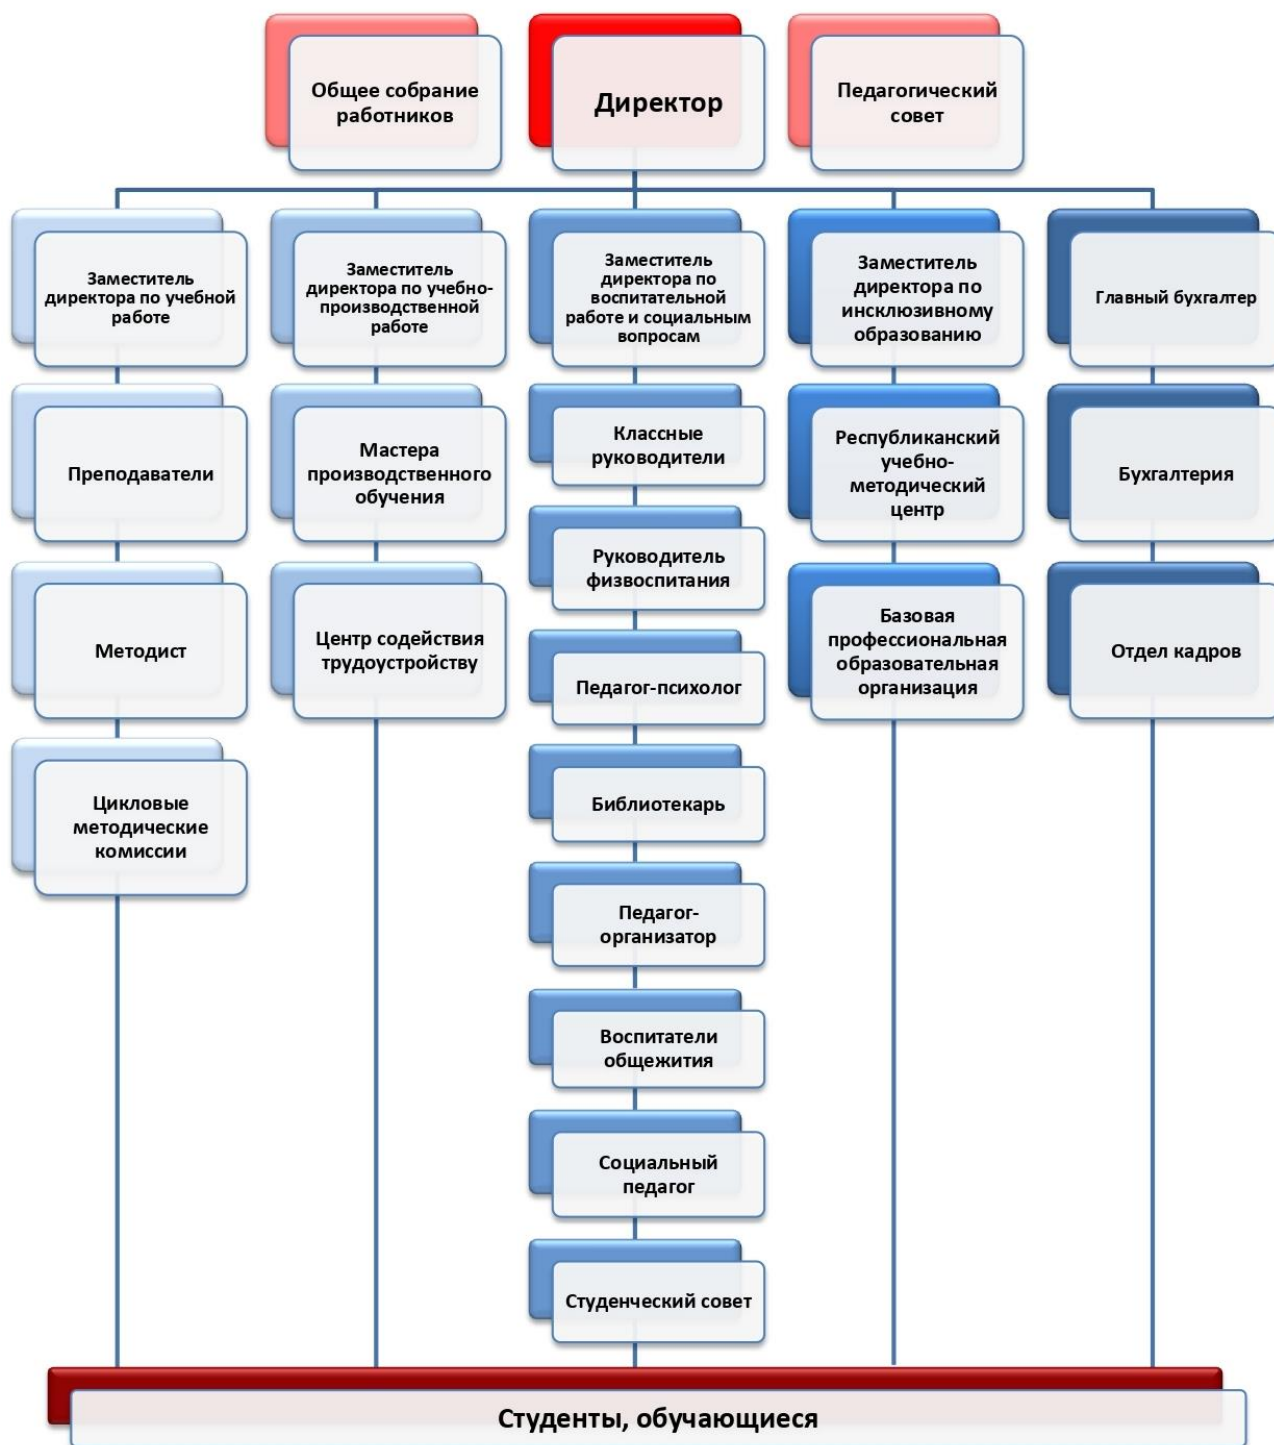 Общее собрание
работников
Директор
Педагогический
совет
Заместитель
директора по учебной
работе
Заместитель
директора по учебно-
производственной
работе
Заместитель
директора по
воспитательной
работе и социальным
вопросам
Заместитель
директора по
инсклюзивному
образованию
Главный бухгалтер
Преподаватели
Методист
Цикловые
методические
комиссии
Мастера
производственного
обучения
Центр содействия
трудоустройству
Классные
руководители
Руководитель
физвоспитания
Педагог-психолог
Библиотекарь
Педагог-
организатор
Воспитатели
общежития
Социальный
педагог
Студенческий совет
Республиканский
учебно-
методический
центр
Базовая
профессиональная
образовательная
организация
Бухгалтерия
Отдел кадров
Студенты, обучающиеся